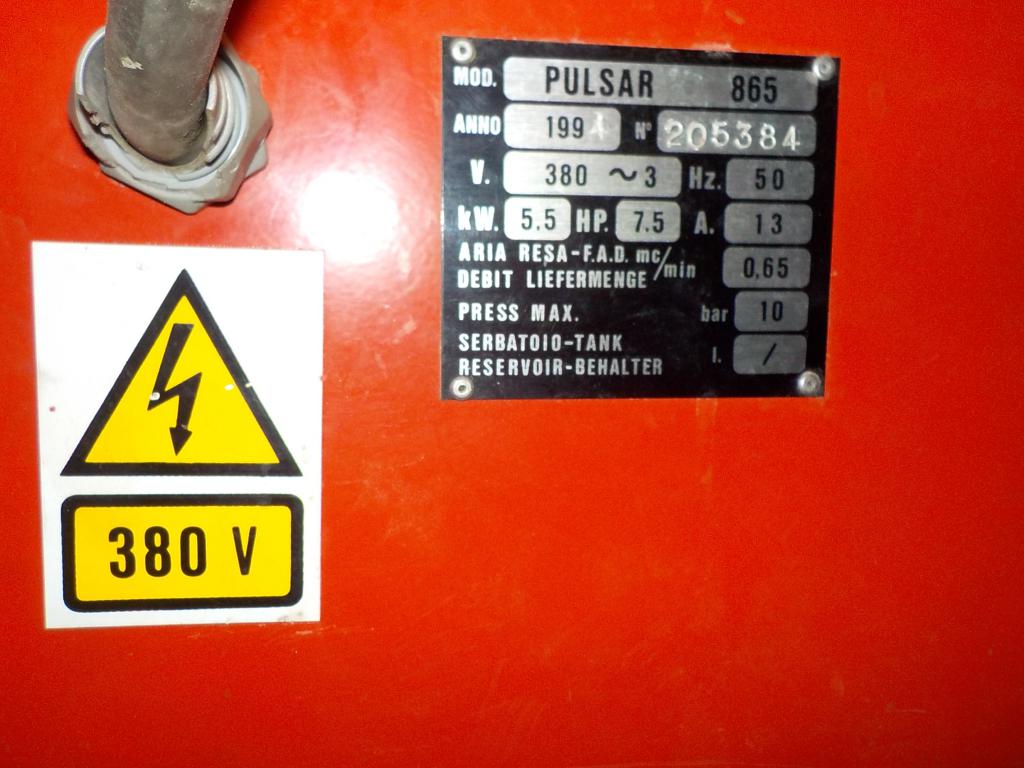 MOD. PULSAR 865
ANNO 199 N° 205384
V. 380 ~ 3 Hz. 50
kW. 5.5 HP. 7.5 A. 13
ARIA RESA-F.A.D. mc/min 0,65
DEBIT LIEFERMENGE
PRESS MAX. bar 10
SERBATOIO-TANK l. /
RESERVOIR-BEHALTER
380 V